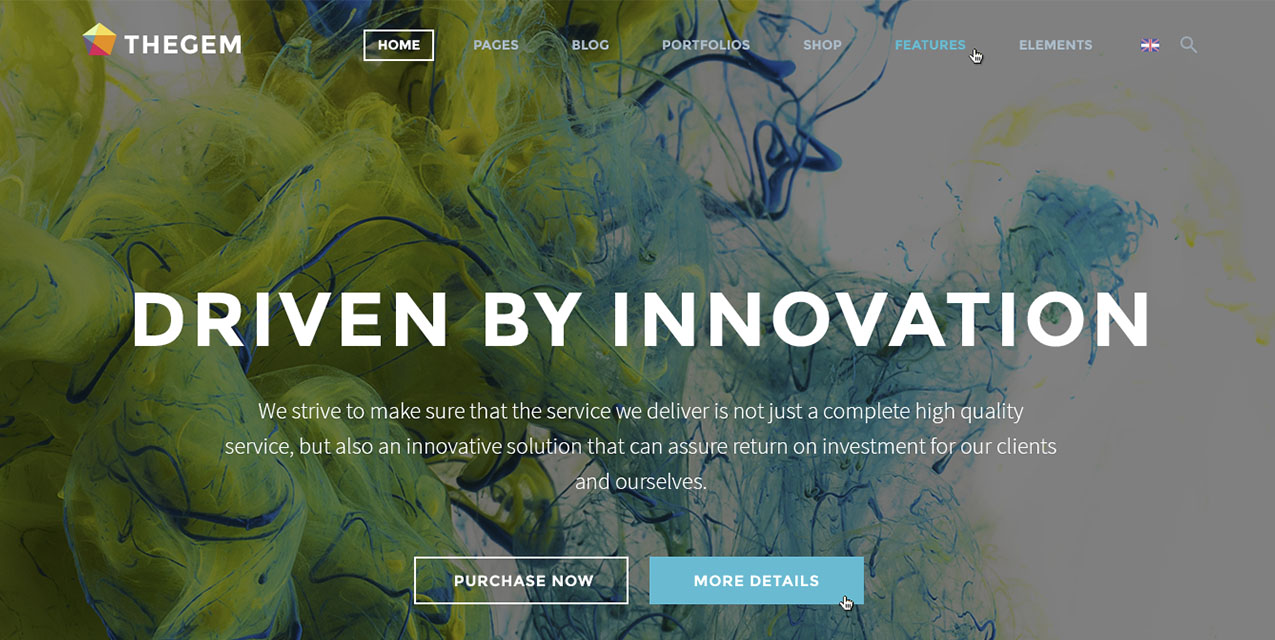 THEGEM
HOME PAGES BLOG PORTFOLIOS SHOP FEATURES ELEMENTS
DRIVEN BY INNOVATION
We strive to make sure that the service we deliver is not just a complete high quality
service, but also an innovative solution that can assure return on investment for our clients
and ourselves.
PURCHASE NOW
MORE DETAILS